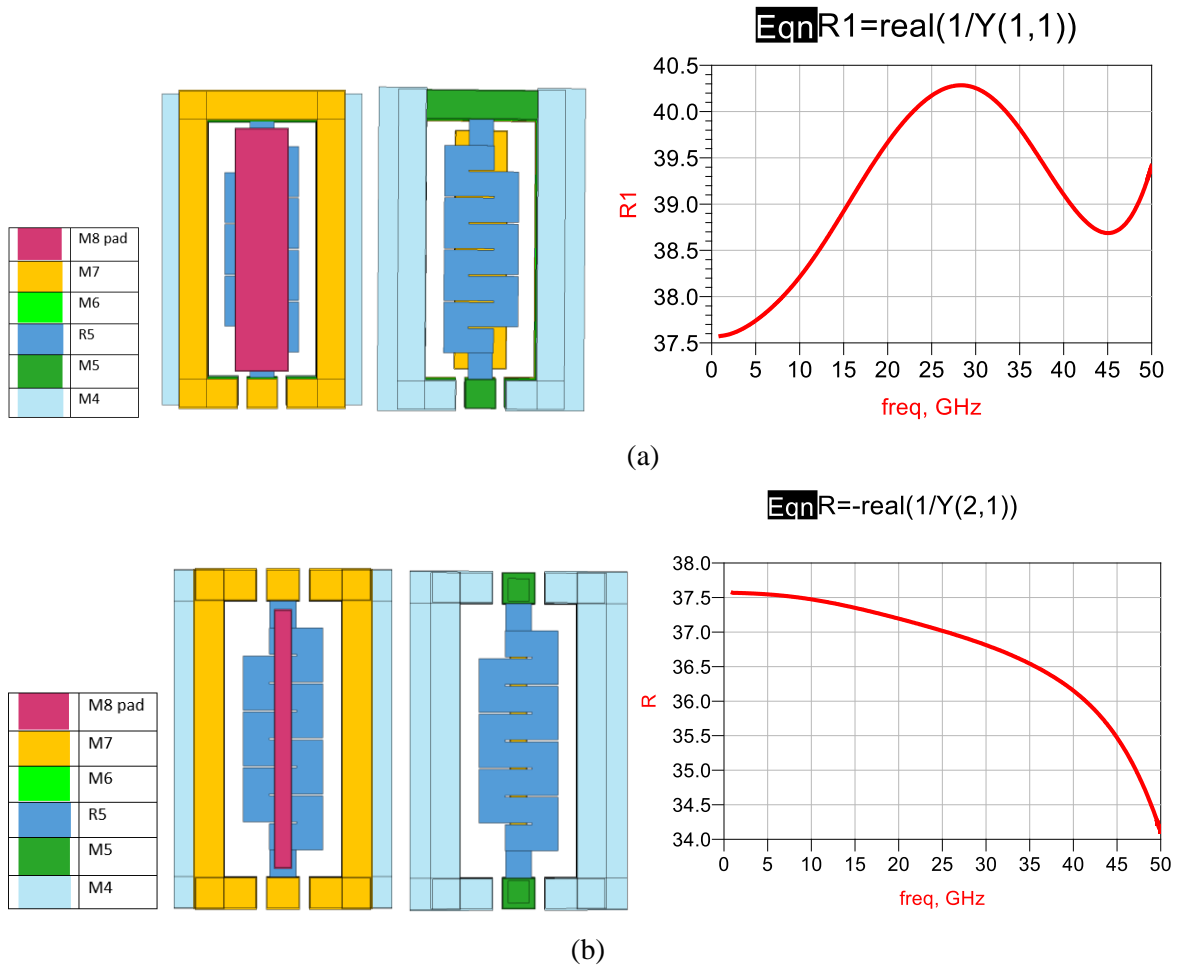 Eqn R1=real(1/Y(1,1))
M8 pad
M7
M6
R5
M5
M4
40.5
40.0
39.5
39.0
38.5
38.0
37.5
R1
0 5 10 15 20 25 30 35 40 45 50
freq, GHz
(a)
Eqn R=-real(1/Y(2,1))
M8 pad
M7
M6
R5
M5
M4
38.0
37.5
37.0
36.5
36.0
35.5
35.0
34.5
34.0
R
0 5 10 15 20 25 30 35 40 45 50
freq, GHz
(b)